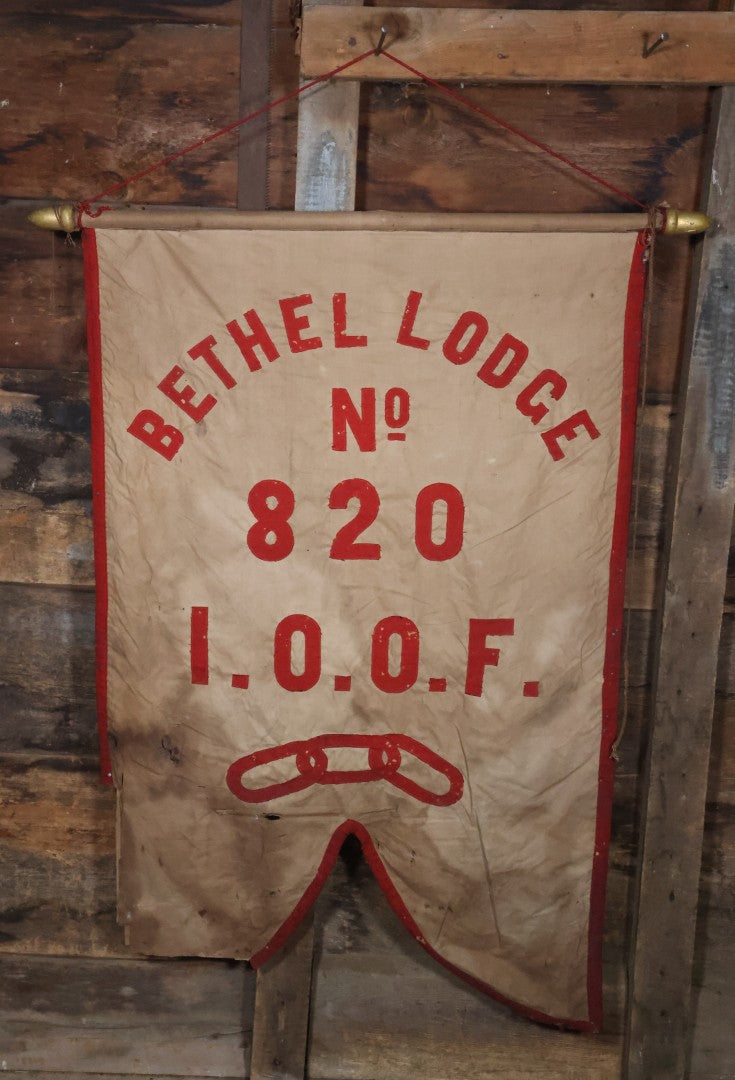 BETHEL LODGE
Nº
820
I.O.O.F.